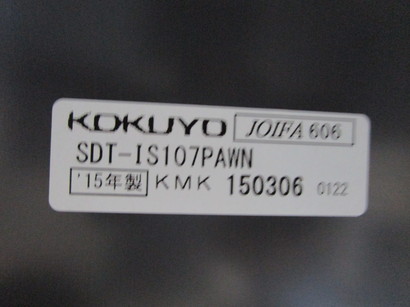 KOKUYO JOIFA 606
SDT-IS107PAWN
'15年製 KMK 150306 0122